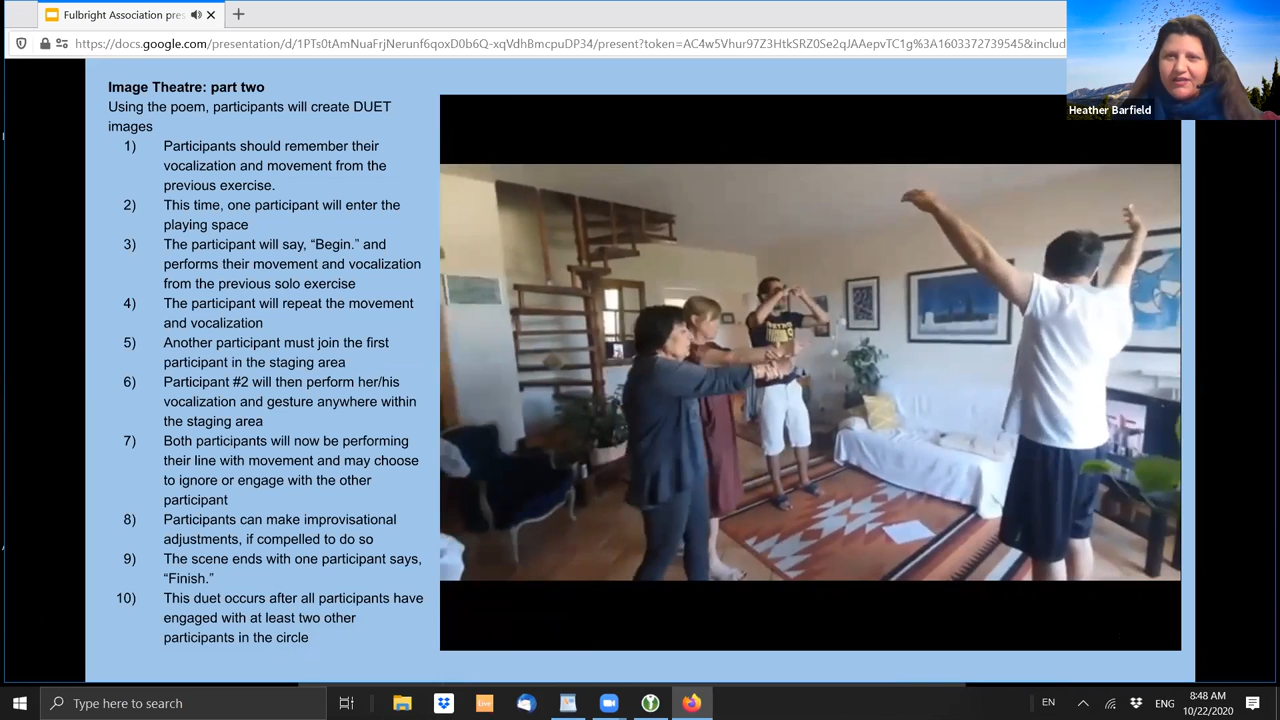 Fulbright Association pres
https://docs.google.com/presentation/d/1PTs0tAmNuaFrjNerunf6qoxD0b6Q-xqVdhBmcpuDP34/present?token=AC4w5Vhur97Z3HtkSRZ0Se2qJAAepvTC1g%3A1603372739545&includ
Heather Barfield
Image Theatre: part two
Using the poem, participants will create DUET
images
1) Participants should remember their
vocalization and movement from the
previous exercise.
2) This time, one participant will enter the
playing space
3) The participant will say, “Begin.” and
performs their movement and vocalization
from the previous solo exercise
4) The participant will repeat the movement
and vocalization
5) Another participant must join the first
participant in the staging area
6) Participant #2 will then perform her/his
vocalization and gesture anywhere within
the staging area
7) Both participants will now be performing
their line with movement and may choose
to ignore or engage with the other
participant
8) Participants can make improvisational
adjustments, if compelled to do so
9) The scene ends with one participant says,
“Finish.”
10) This duet occurs after all participants have
engaged with at least two other
participants in the circle
Type here to search
Live
EN
ENG
8:48 AM
10/22/2020